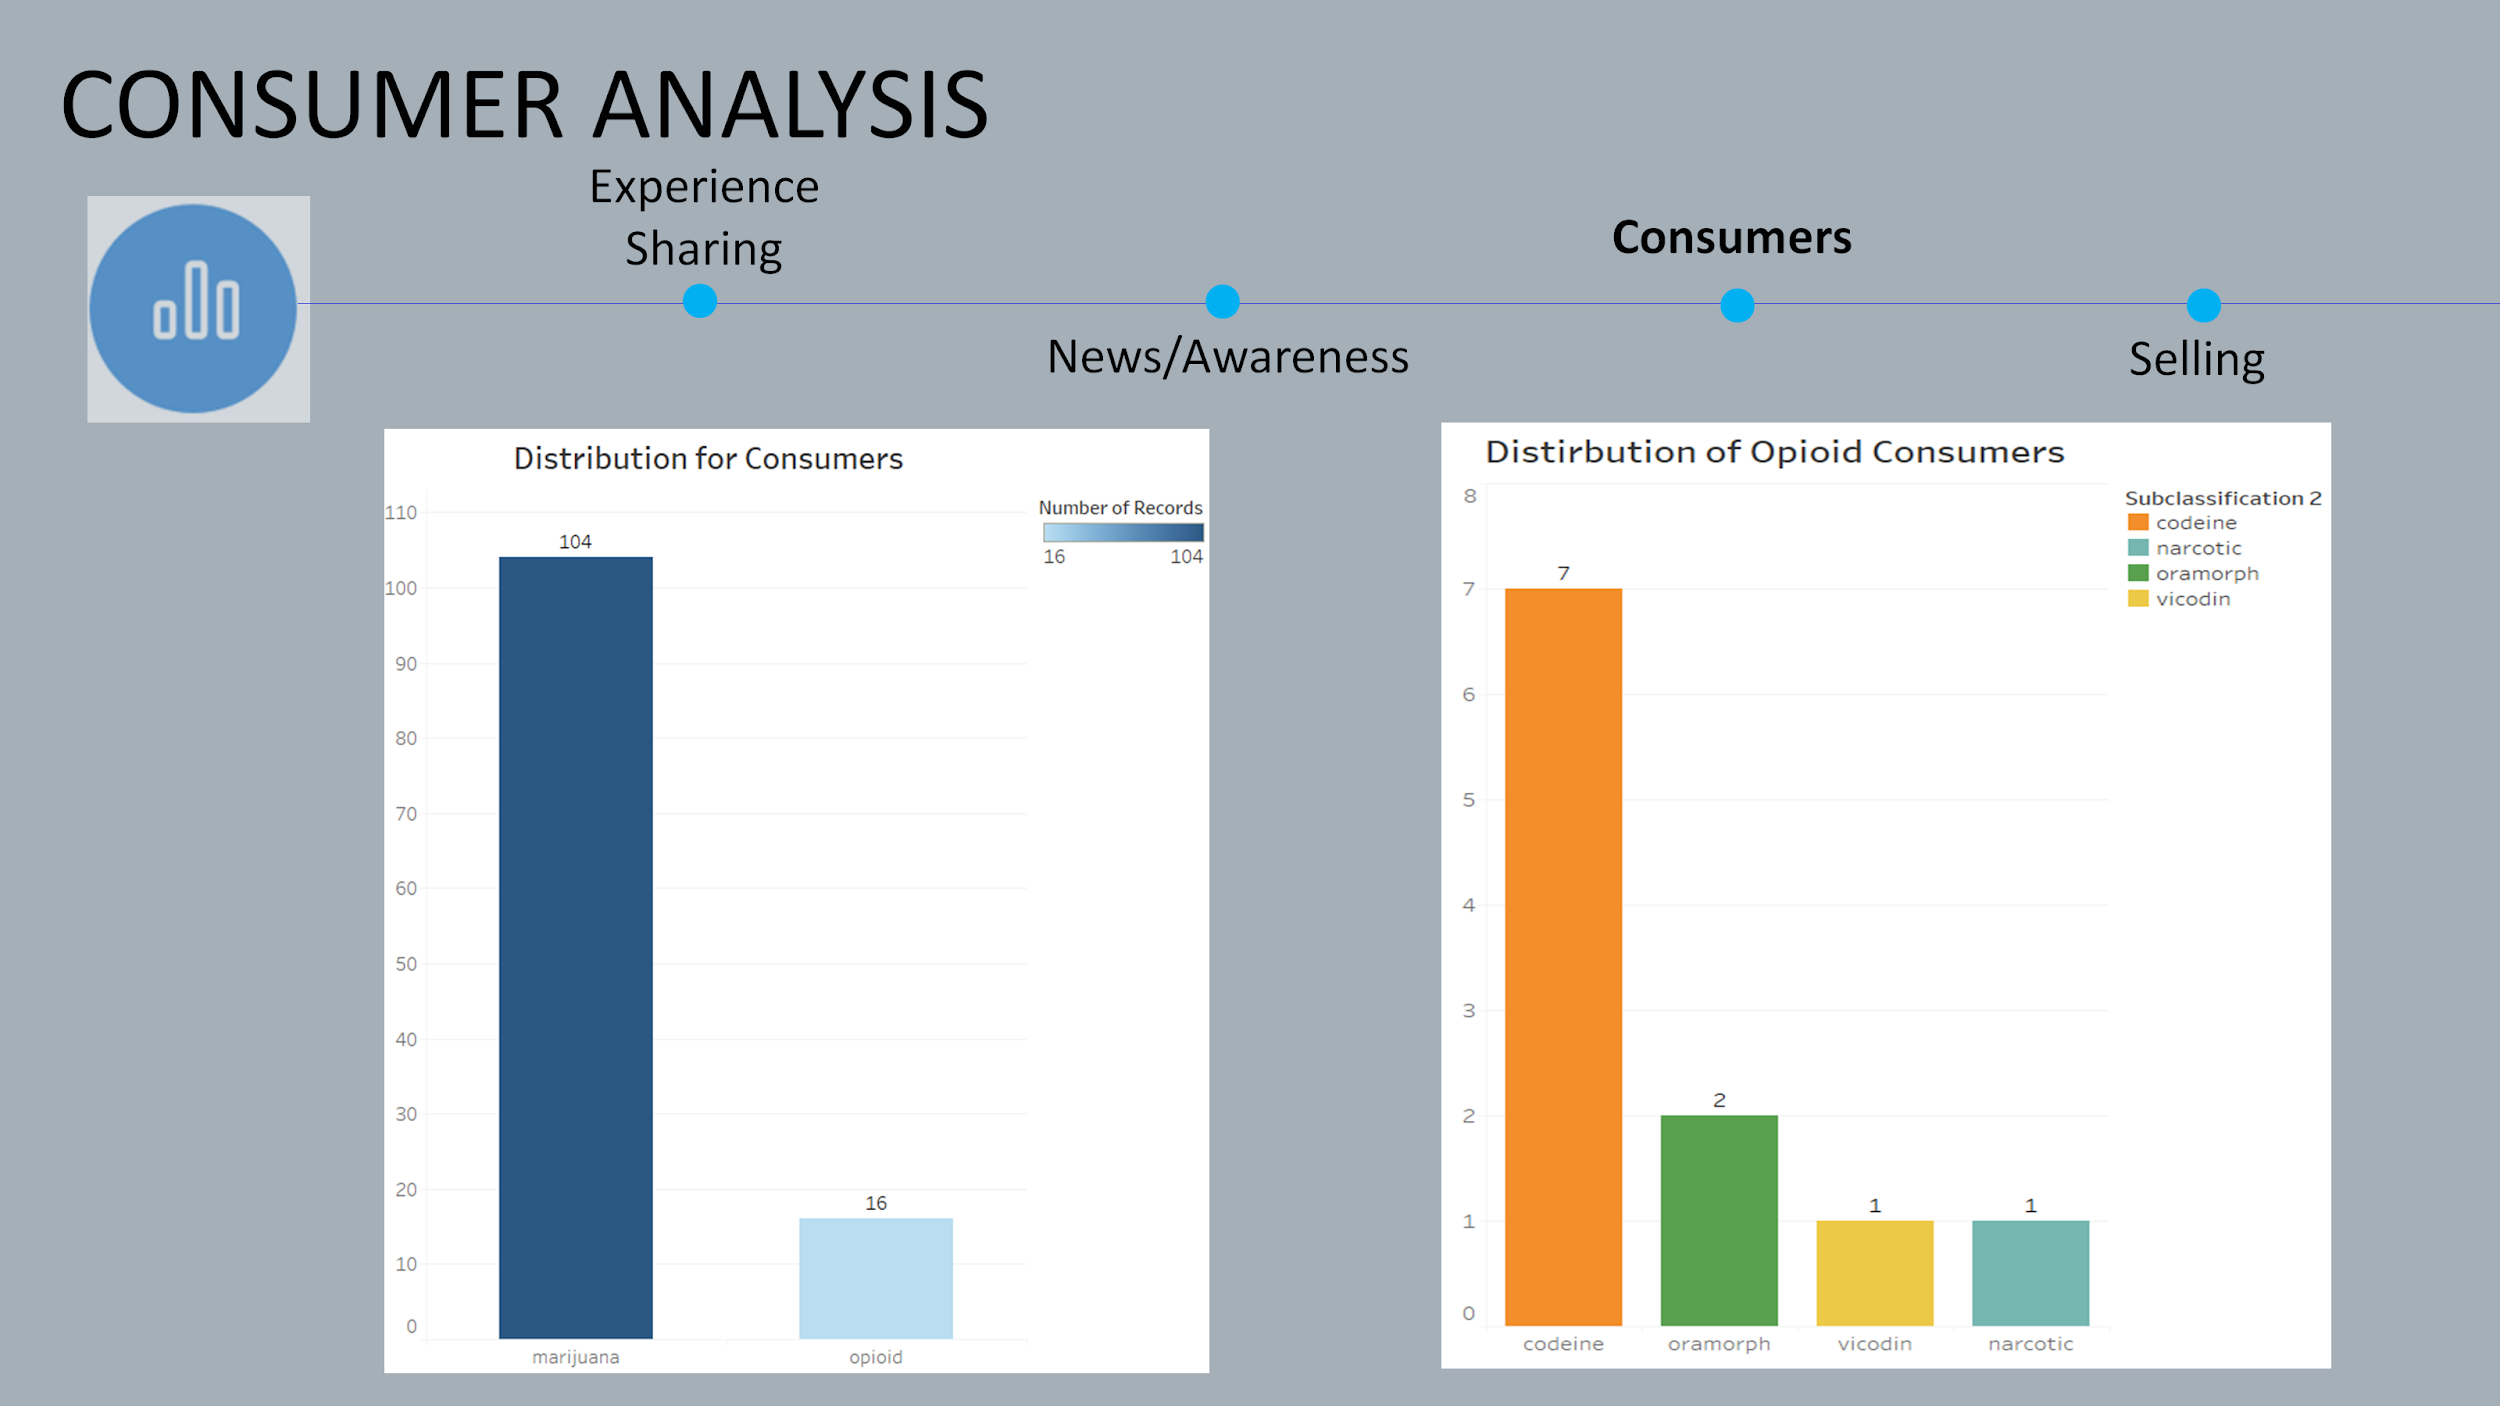 CONSUMER ANALYSIS
Experience
Sharing
Consumers
News/Awareness
Selling
Distribution for Consumers
Number of Records
16 104
110
100
90
80
70
60
50
40
30
20
10
0
104
16
marijuana opioid
Distirbution of Opioid Consumers
Subclassification 2
codeine
narcotic
oramorph
vicodin
8
7
6
5
4
3
2
1
0
7
2
1 1
codeine oramorph vicodin narcotic